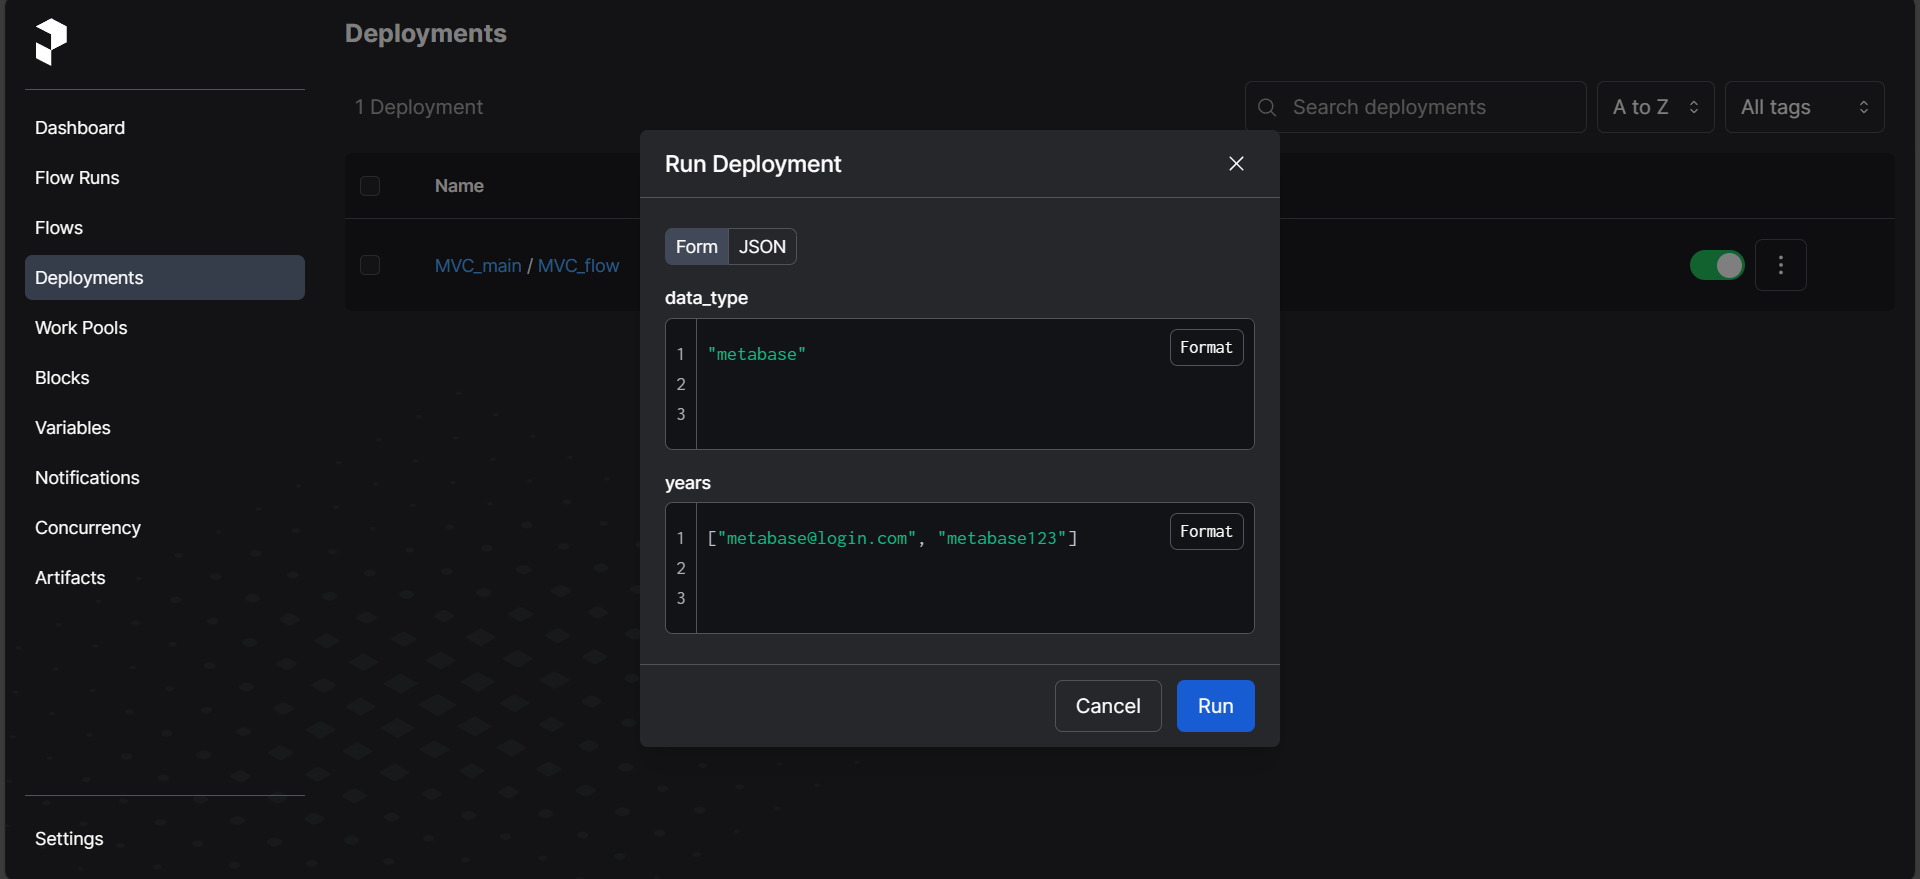 Deployments
1 Deployment
Search deployments
A to Z
All tags
Dashboard
Flow Runs
Flows
Deployments
Work Pools
Blocks
Variables
Notifications
Concurrency
Artifacts
Settings
Name
MVC_main / MVC_flow
Run Deployment
Form JSON
data_type
1 "metabase"
2
3
Format
years
1 ["metabase@login.com", "metabase123"]
2
3
Format
Cancel
Run